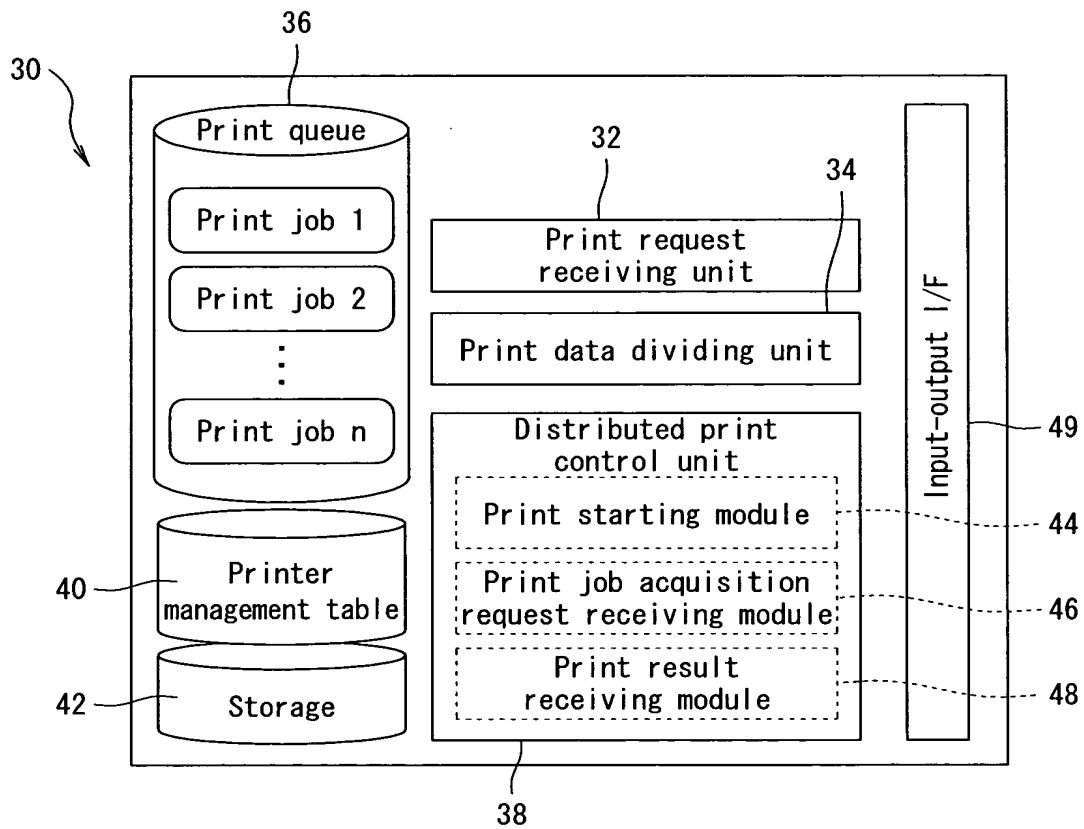 36
30
Print queue
32
34
Print job 1
Print job 2
⋮
Print job n
Print request
receiving unit
Print data dividing unit
Distributed print
control unit
Print starting module
Print job acquisition
request receiving module
Print result
receiving module
Input-output I/F
49
44
46
48
40
Printer
management table
42
Storage
38